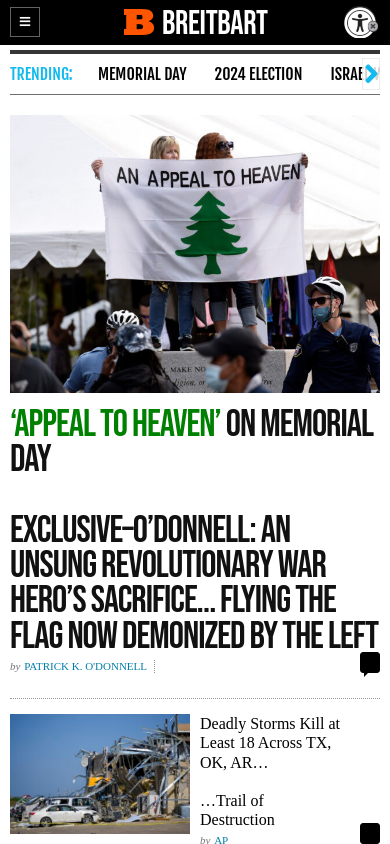 BREITBART
TRENDING: MEMORIAL DAY 2024 ELECTION ISRAE
AN APPEAL TO HEAVEN
MAKE NO
religion, or
‘APPEAL TO HEAVEN’ ON MEMORIAL
DAY
EXCLUSIVE–O’DONNELL: AN
UNSUNG REVOLUTIONARY WAR
HERO’S SACRIFICE… FLYING THE
FLAG NOW DEMONIZED BY THE LEFT
by PATRICK K. O'DONNELL
Deadly Storms Kill at
Least 18 Across TX,
OK, AR…
…Trail of
Destruction
by AP